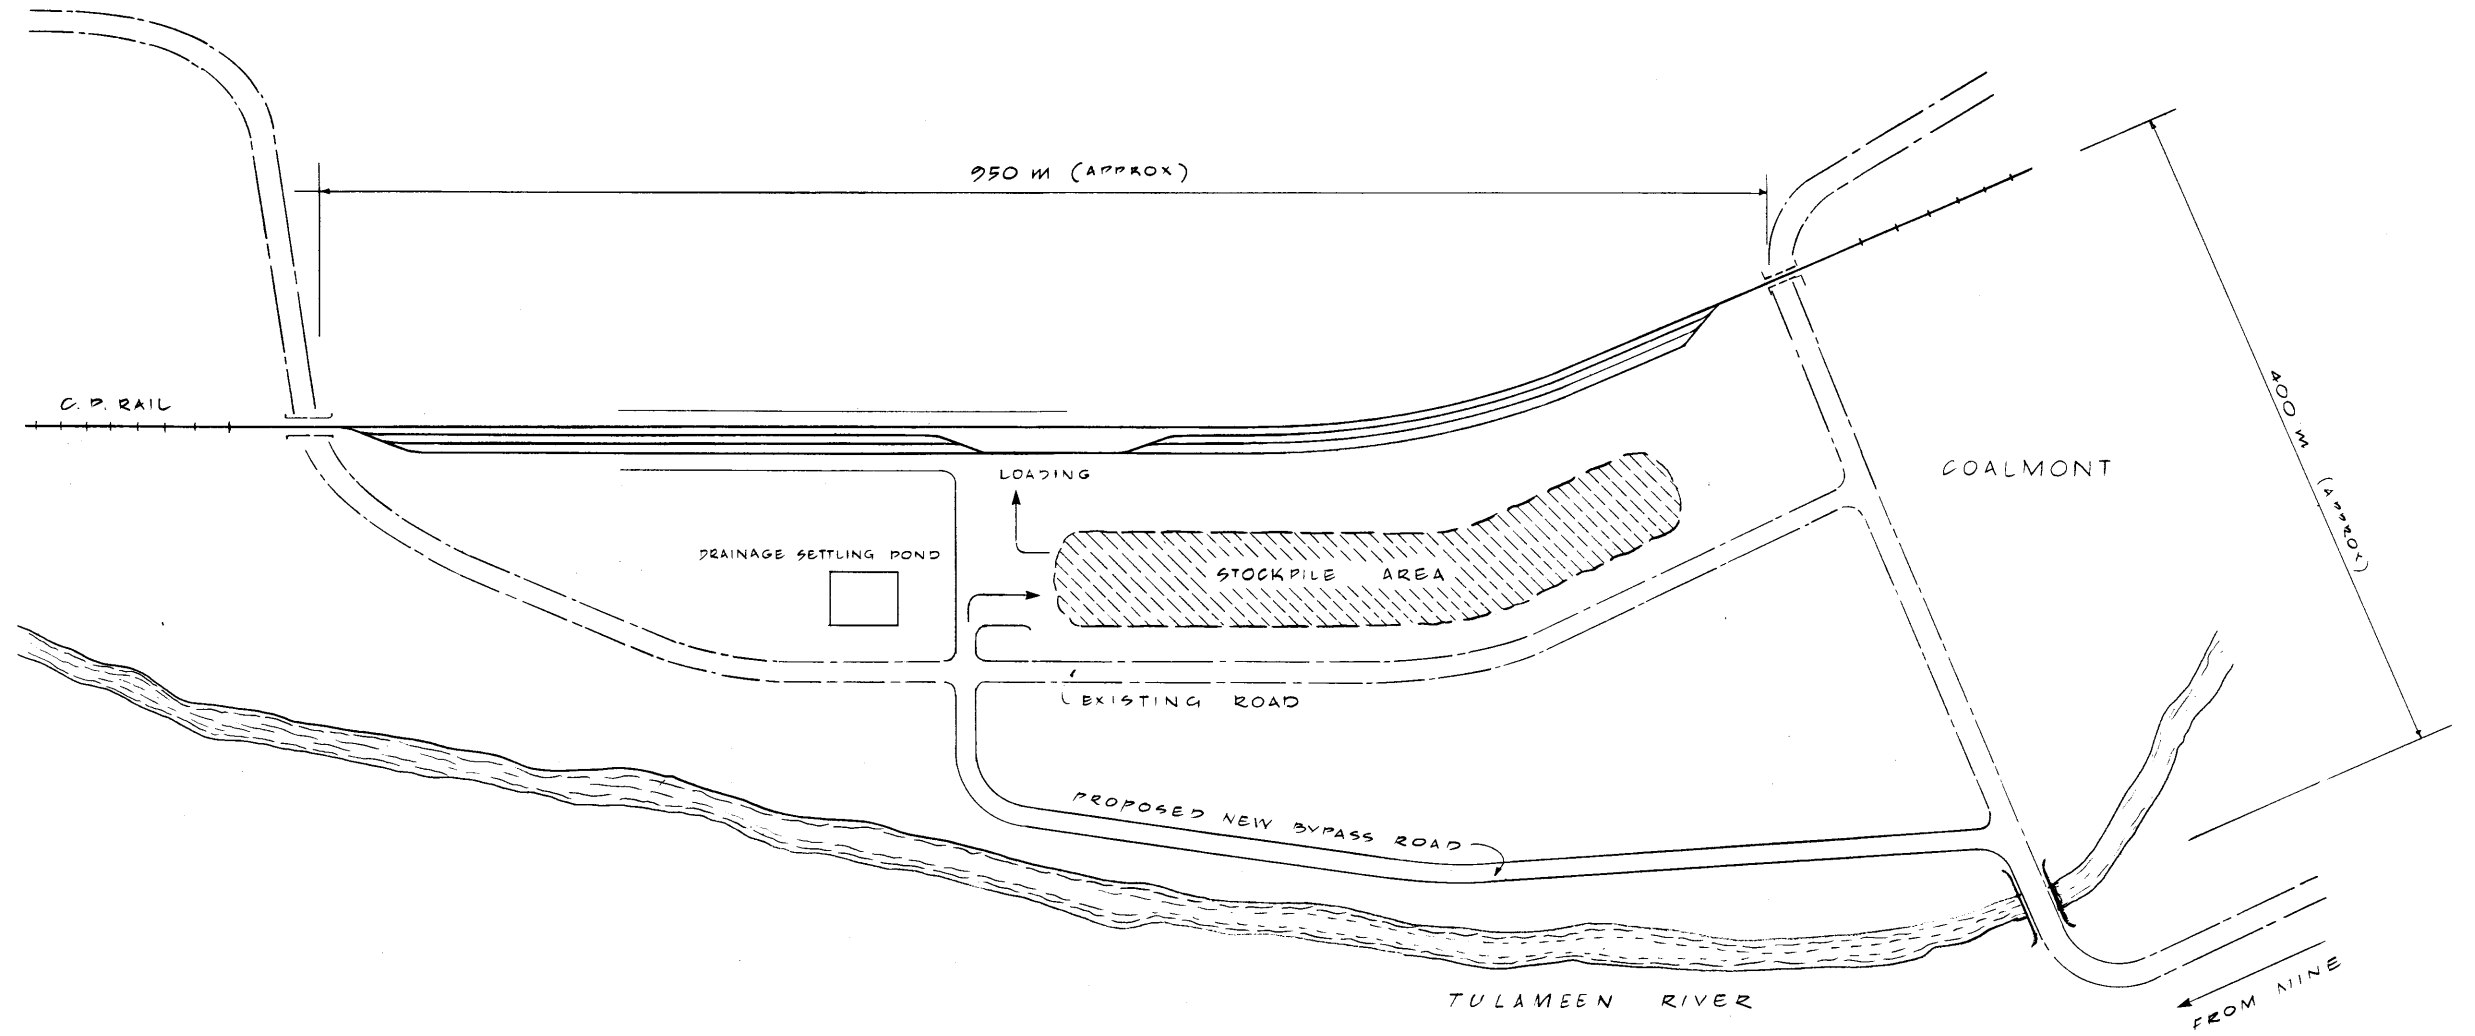 950 m (APPROX)
C.P. RAIL
400 m (APPROX)
COALMONT
LOADING
DRAINAGE SETTLING POND
STOCKPILE AREA
EXISTING ROAD
PROPOSED NEW BYPASS ROAD
TULAMEEN RIVER
FROM MINE